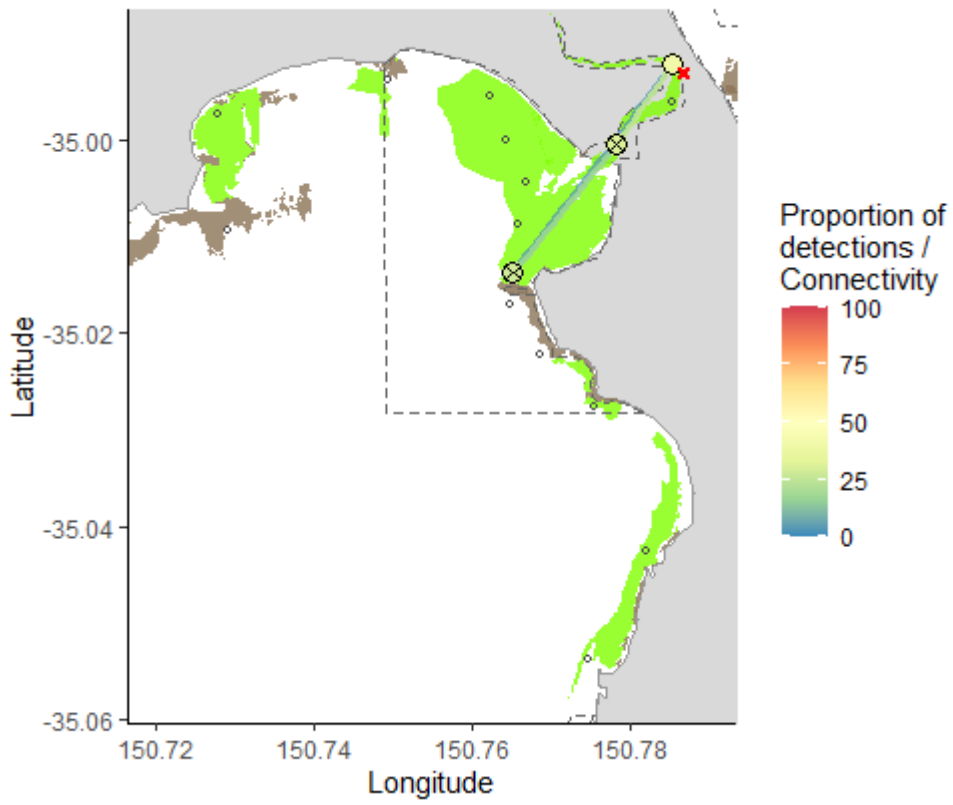 -35.00
-35.02
-35.04
-35.06
Latitude
150.72
150.74
150.76
150.78
Longitude
Proportion of
detections /
Connectivity
100
75
50
25
0